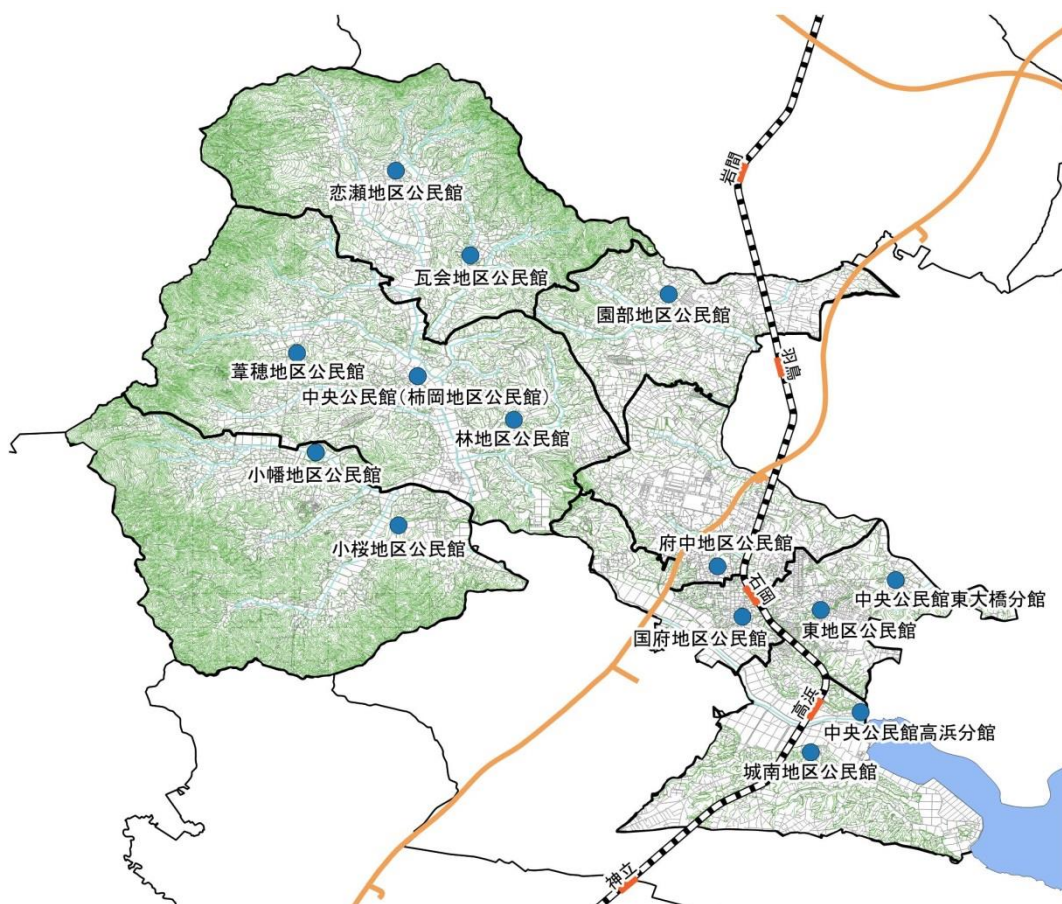 岩間
恋瀬地区公民館
瓦会地区公民館
園部地区公民館
羽鳥
葦穂地区公民館
中央公民館(柿岡地区公民館)
林地区公民館
小幡地区公民館
小桜地区公民館
府中地区公民館
石岡
中央公民館東大橋分館
国府地区公民館
東地区公民館
高浜
中央公民館高浜分館
城南地区公民館
神立